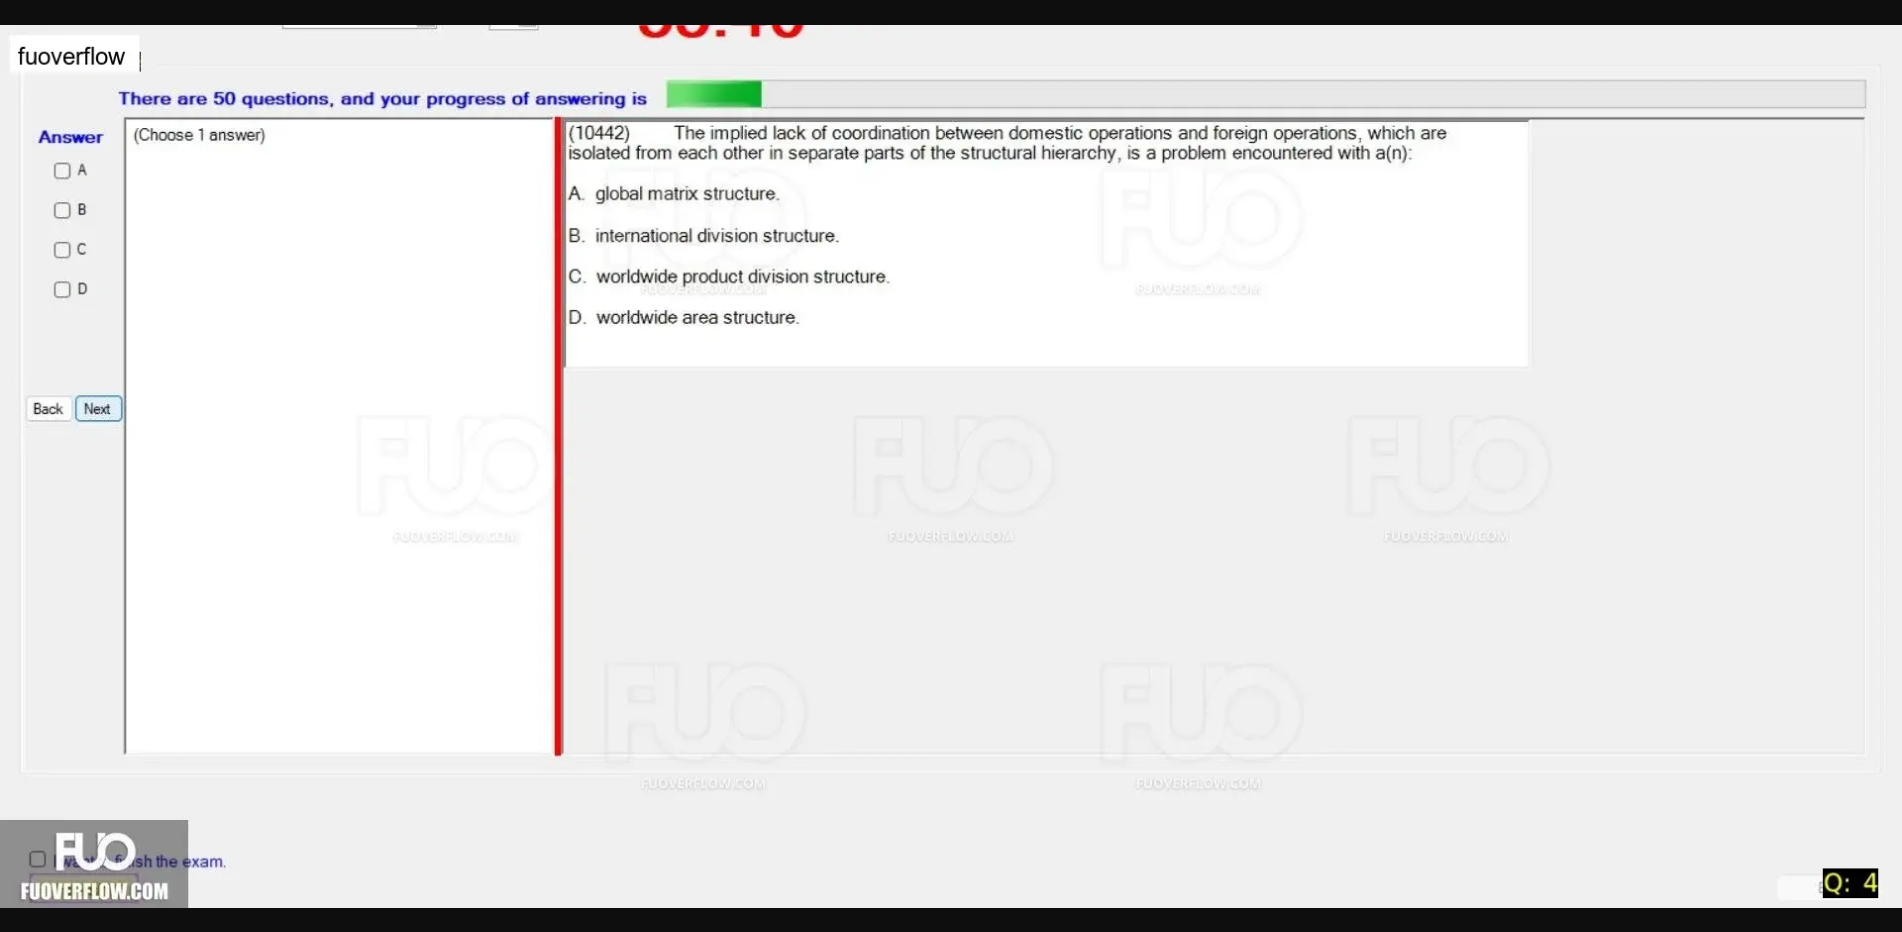 fuoverflow
There are 50 questions, and your progress of answering is
Answer
(Choose 1 answer)
A
B
C
D
Back
Next
(10442) The implied lack of coordination between domestic operations and foreign operations, which are
isolated from each other in separate parts of the structural hierarchy, is a problem encountered with a(n):
A. global matrix structure.
B. international division structure.
C. worldwide product division structure.
D. worldwide area structure.
FUO
FUOVERFLOW.COM
FUO
FUOVERFLOW.COM
FUO
FUOVERFLOW.COM
FUO
FUOVERFLOW.COM
FUO
FUOVERFLOW.COM
FUO
FUOVERFLOW.COM
FUO
FUOVERFLOW.COM
the exam.
FUO
FUOVERFLOW.COM
Q: 4